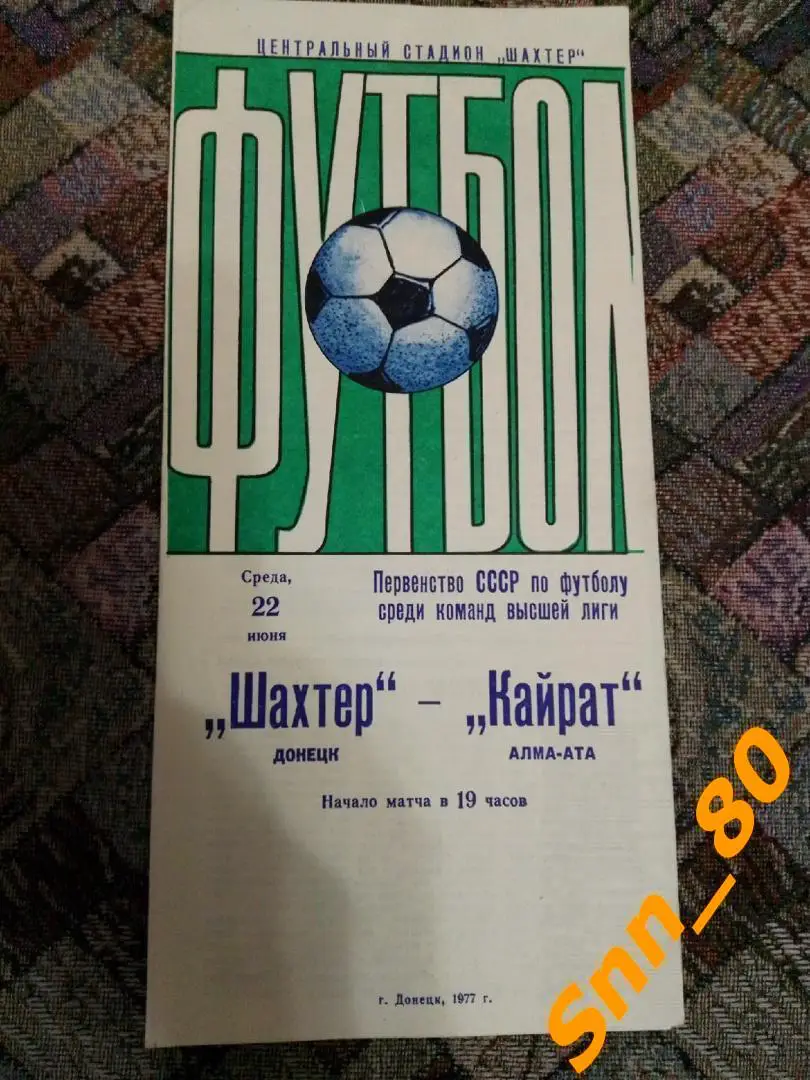 ЦЕНТРАЛЬНЫЙ СТАДИОН „ШАХТЕР“
ФУТБОЛ
Среда,
22
июня
Первенство СССР по футболу
среди команд высшей лиги
„Шахтер“ – „Кайрат“
ДОНЕЦК АЛМА-АТА
Начало матча в 19 часов
г. Донецк, 1977 г.
Snn_80